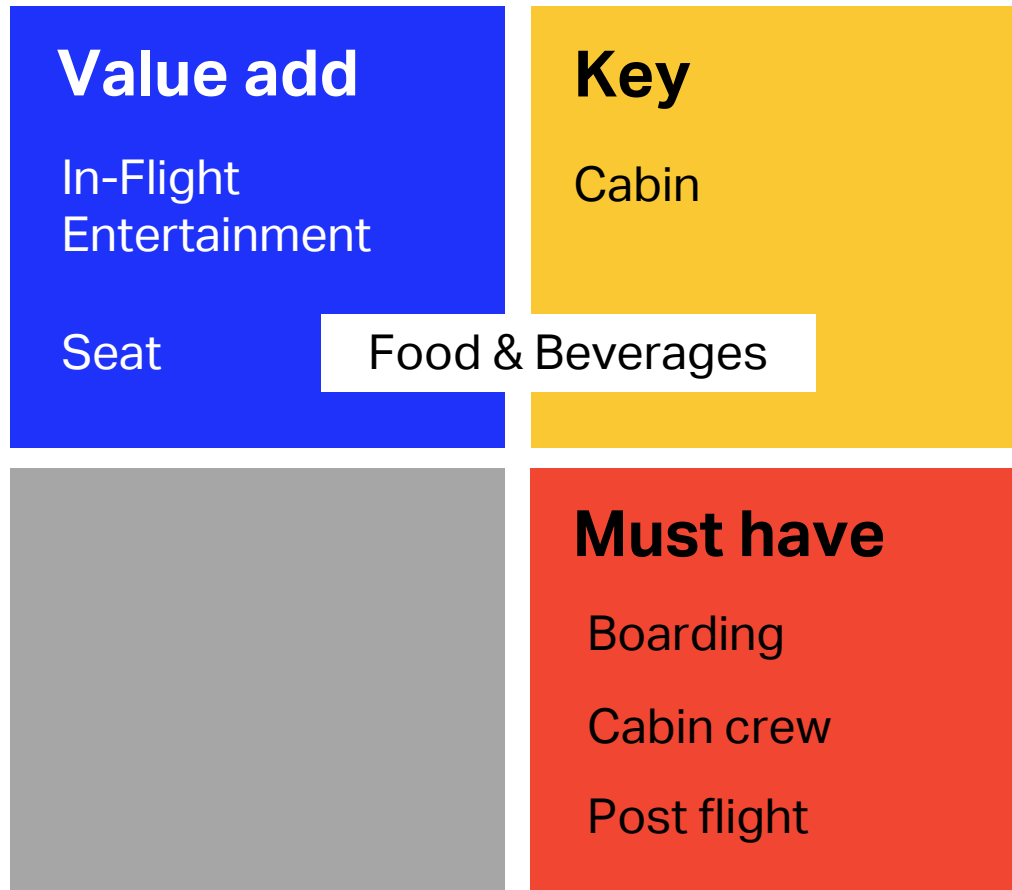 Value add
In-Flight
Entertainment
Seat
Key
Cabin
Food & Beverages
Must have
Boarding
Cabin crew
Post flight